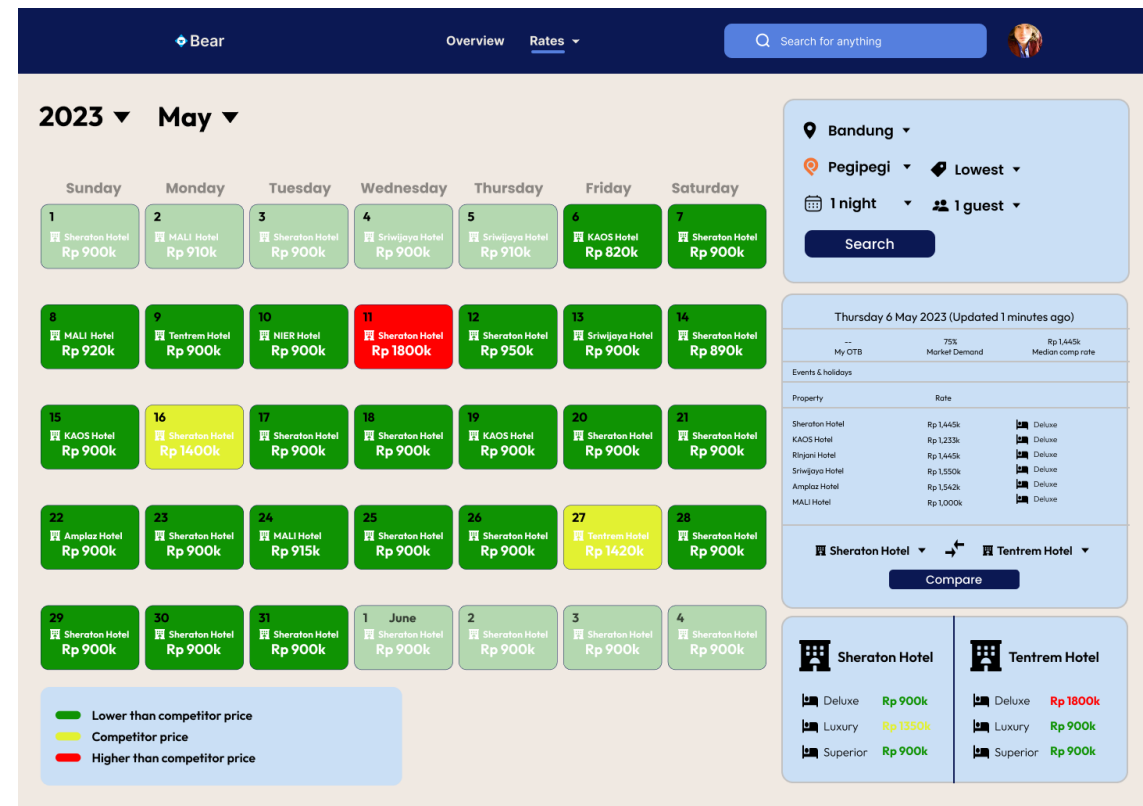 Bear Overview Rates Search for anything
2023 May
Sunday Monday Tuesday Wednesday Thursday Friday Saturday
1 2 3 4 5 6 7
Sheraton Hotel MALI Hotel Sheraton Hotel Sriwijaya Hotel Sriwijaya Hotel KAOS Hotel Sheraton Hotel
Rp 900k Rp 910k Rp 900k Rp 900k Rp 910k Rp 820k Rp 900k
8 9 10 11 12 13 14
MALI Hotel Tentrem Hotel NIER Hotel Sheraton Hotel Sheraton Hotel Sriwijaya Hotel Sheraton Hotel
Rp 920k Rp 900k Rp 900k Rp 1800k Rp 950k Rp 900k Rp 890k
15 16 17 18 19 20 21
KAOS Hotel Sheraton Hotel Sheraton Hotel Sheraton Hotel KAOS Hotel Sheraton Hotel Sheraton Hotel
Rp 900k Rp 1400k Rp 900k Rp 900k Rp 900k Rp 900k Rp 900k
22 23 24 25 26 27 28
Amplaz Hotel Sheraton Hotel MALI Hotel Sheraton Hotel Sheraton Hotel Tentrem Hotel Sheraton Hotel
Rp 900k Rp 900k Rp 915k Rp 900k Rp 900k Rp 1420k Rp 900k
29 30 31 1 June 2 3 4
Sheraton Hotel Sheraton Hotel Sheraton Hotel Sheraton Hotel Sheraton Hotel Sheraton Hotel Sheraton Hotel
Rp 900k Rp 900k Rp 900k Rp 900k Rp 900k Rp 900k Rp 900k
Lower than competitor price
Competitor price
Higher than competitor price
Bandung
Pegipegi Lowest
1 night 1 guest
Search
Thursday 6 May 2023 (Updated 1 minutes ago)
-- 75% Rp 1,445k
My OTB Market Demand Median comp rate
Events & holidays
Property Rate
Sheraton Hotel Rp 1,445k Deluxe
KAOS Hotel Rp 1,233k Deluxe
RInjani Hotel Rp 1,445k Deluxe
Sriwijaya Hotel Rp 1,550k Deluxe
Amplaz Hotel Rp 1,542k Deluxe
MALI Hotel Rp 1,000k Deluxe
Sheraton Hotel Tentrem Hotel
Compare
Sheraton Hotel Tentrem Hotel
Deluxe Rp 900k Deluxe Rp 1800k
Luxury Rp 1350k Luxury Rp 900k
Superior Rp 900k Superior Rp 900k